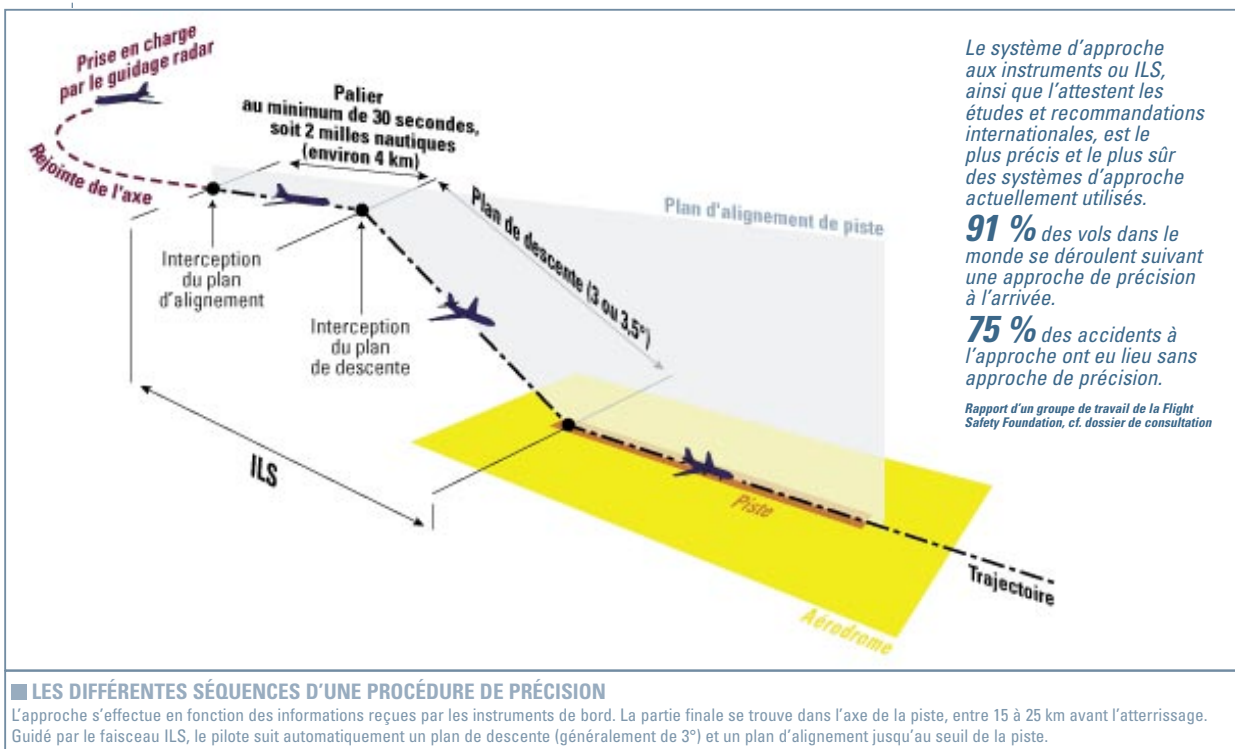 Prise en charge
par le guidage radar
Rejointe de l'axe
Palier
au minimum de 30 secondes,
soit 2 milles nautiques
(environ 4 km)
Interception
du plan
d'alignement
Interception
du plan
de descente
Plan de descente (3 ou 3,5°)
Plan d'alignement de piste
ILS
Piste
Trajectoire
Aérodrome
Le système d'approche
aux instruments ou ILS,
ainsi que l'attestent les
études et recommandations
internationales, est le
plus précis et le plus sûr
des systèmes d'approche
actuellement utilisés.
91 % des vols dans le
monde se déroulent suivant
une approche de précision
à l'arrivée.
75 % des accidents à
l'approche ont eu lieu sans
approche de précision.
Rapport d'un groupe de travail de la Flight
Safety Foundation, cf. dossier de consultation
LES DIFFÉRENTES SÉQUENCES D'UNE PROCÉDURE DE PRÉCISION
L'approche s'effectue en fonction des informations reçues par les instruments de bord. La partie finale se trouve dans l'axe de la piste, entre 15 à 25 km avant l'atterrissage.
Guidé par le faisceau ILS, le pilote suit automatiquement un plan de descente (généralement de 3°) et un plan d'alignement jusqu'au seuil de la piste.